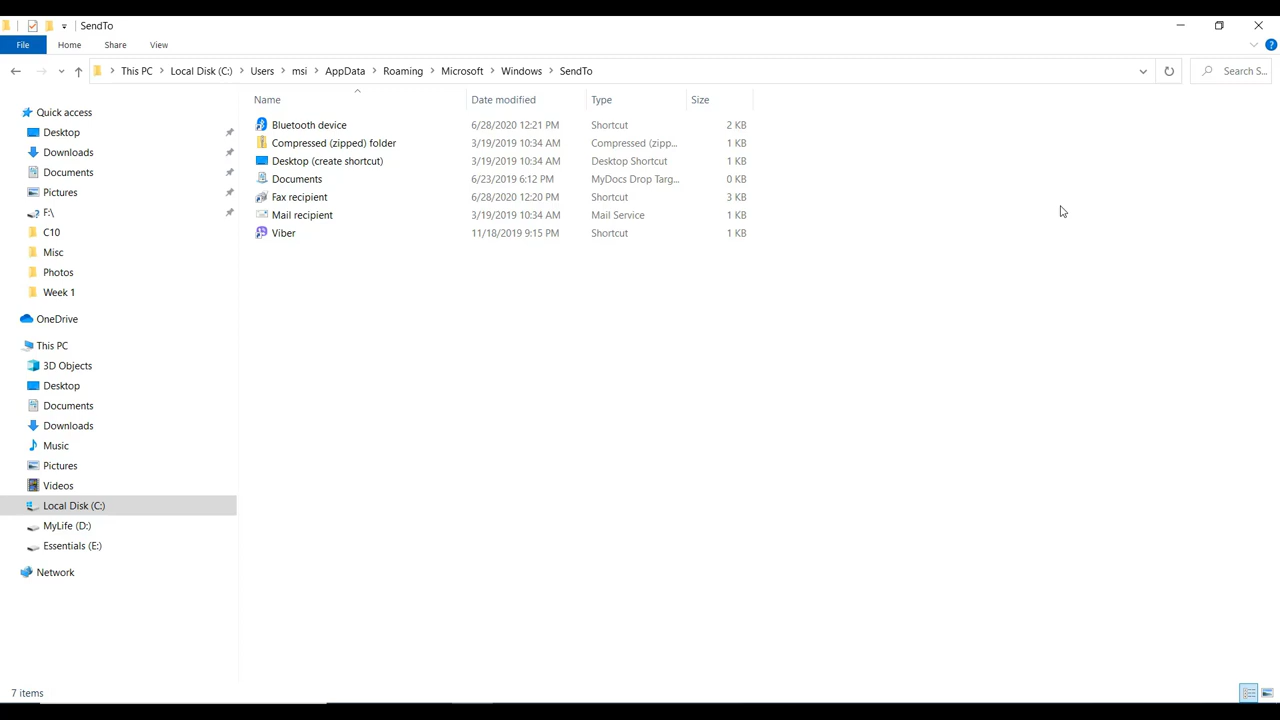 SendTo
File Home Share View
This PC Local Disk (C:) Users msi AppData Roaming Microsoft Windows SendTo Search S...
Name Date modified Type Size
Bluetooth device 6/28/2020 12:21 PM Shortcut 2 KB
Compressed (zipped) folder 3/19/2019 10:34 AM Compressed (zipp... 1 KB
Desktop (create shortcut) 3/19/2019 10:34 AM Desktop Shortcut 1 KB
Documents 6/23/2019 6:12 PM MyDocs Drop Targ... 0 KB
Fax recipient 6/28/2020 12:20 PM Shortcut 3 KB
Mail recipient 3/19/2019 10:34 AM Mail Service 1 KB
Viber 11/18/2019 9:15 PM Shortcut 1 KB
Quick access
Desktop
Downloads
Documents
Pictures
F:\
C10
Misc
Photos
Week 1
OneDrive
This PC
3D Objects
Desktop
Documents
Downloads
Music
Pictures
Videos
Local Disk (C:)
MyLife (D:)
Essentials (E:)
Network
7 items